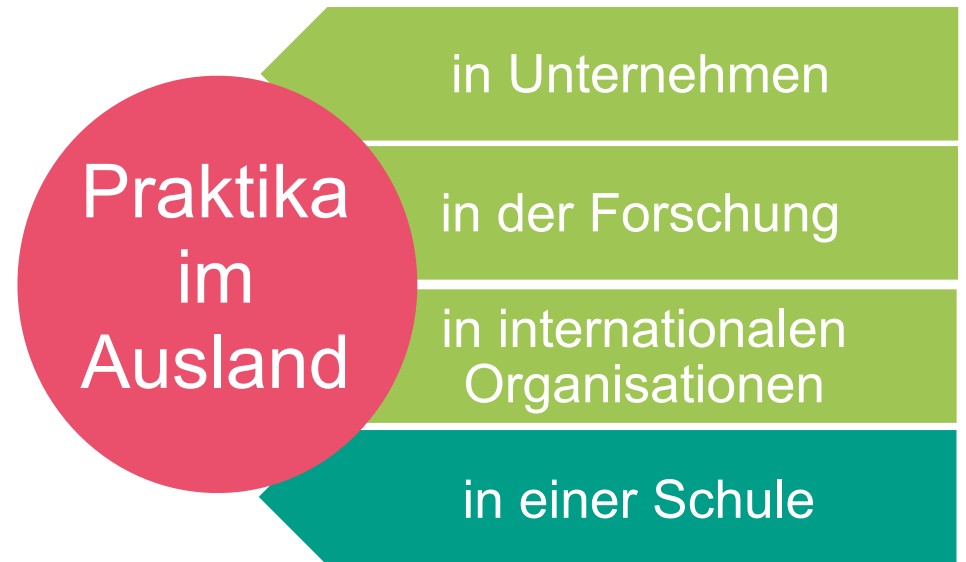 Praktika
im
Ausland
in Unternehmen
in der Forschung
in internationalen
Organisationen
in einer Schule